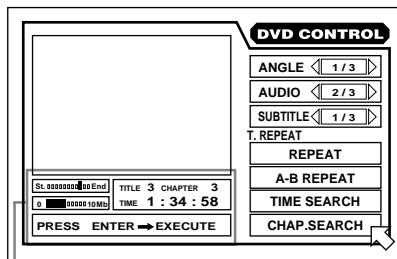 DVD CONTROL
ANGLE 1 / 3
AUDIO 2 / 3
SUBTITLE 1 / 3
T. REPEAT
REPEAT
A-B REPEAT
TIME SEARCH
CHAP.SEARCH
St. End
0 10Mb
TITLE 3 CHAPTER 3
TIME 1 : 34 : 58
PRESS ENTER ➞ EXECUTE